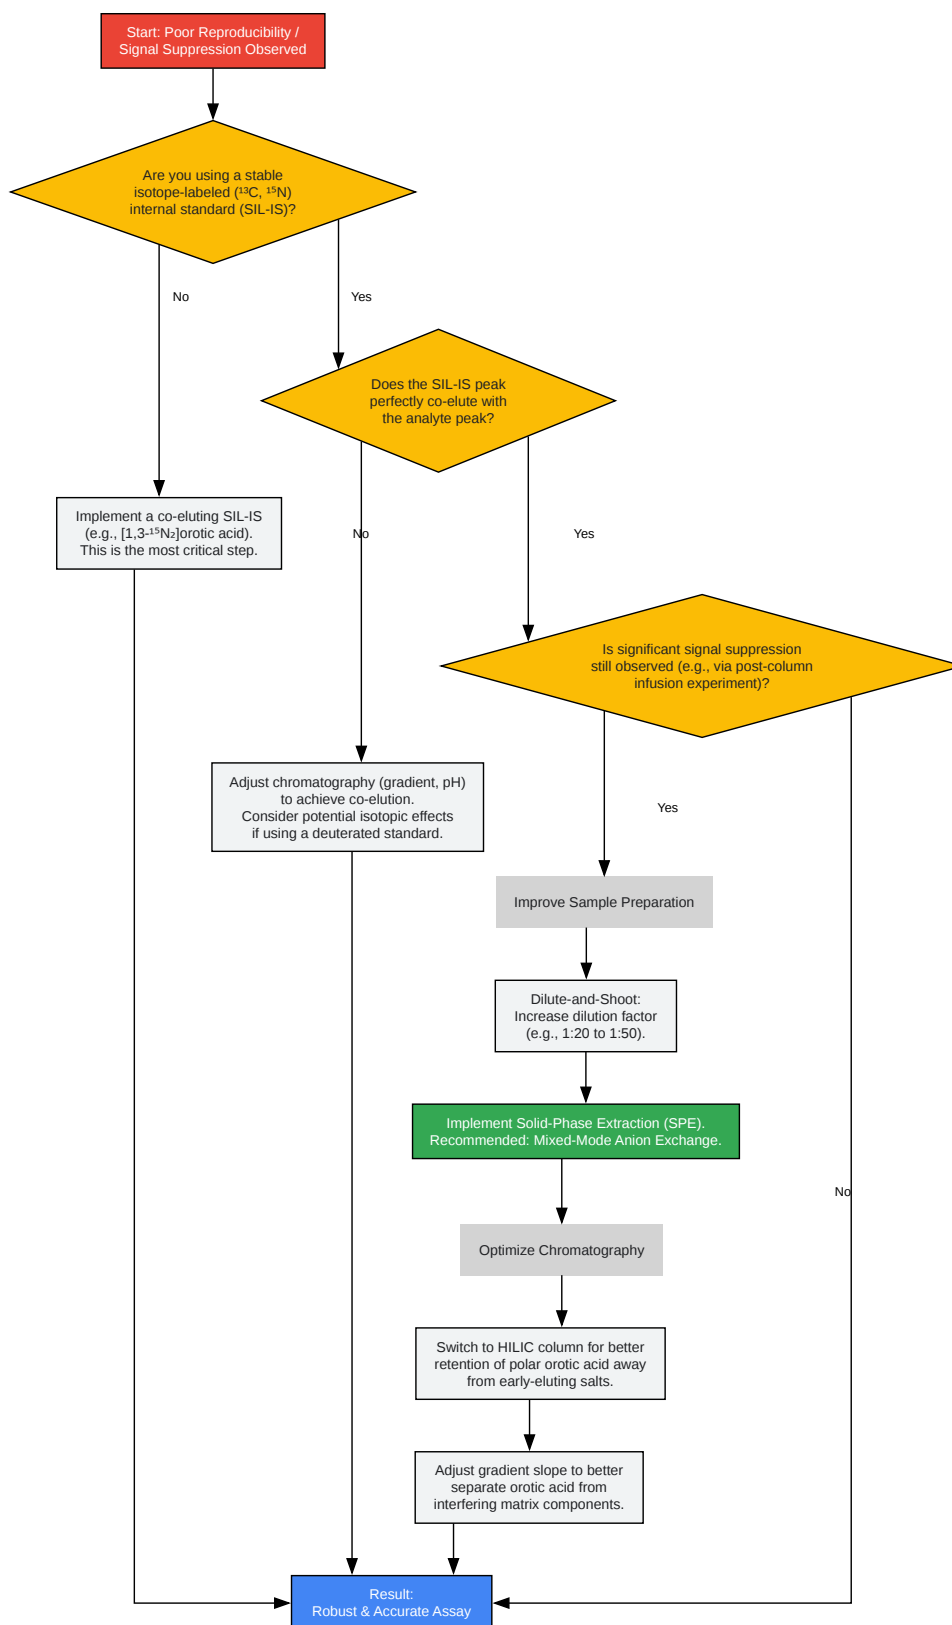 Start: Poor Reproducibility /
Signal Suppression Observed
Are you using a stable
isotope-labeled (¹³C, ¹⁵N)
internal standard (SIL-IS)?
No
Yes
Does the SIL-IS peak
perfectly co-elute with
the analyte peak?
Implement a co-eluting SIL-IS
(e.g., [1,3-¹⁵N₂]orotic acid).
This is the most critical step.
No
Yes
Is significant signal suppression
still observed (e.g., via post-column
infusion experiment)?
Adjust chromatography (gradient, pH)
to achieve co-elution.
Consider potential isotopic effects
if using a deuterated standard.
Yes
Improve Sample Preparation
Dilute-and-Shoot:
Increase dilution factor
(e.g., 1:20 to 1:50).
Implement Solid-Phase Extraction (SPE).
Recommended: Mixed-Mode Anion Exchange.
No
Optimize Chromatography
Switch to HILIC column for better
retention of polar orotic acid away
from early-eluting salts.
Adjust gradient slope to better
separate orotic acid from
interfering matrix components.
Result:
Robust & Accurate Assay